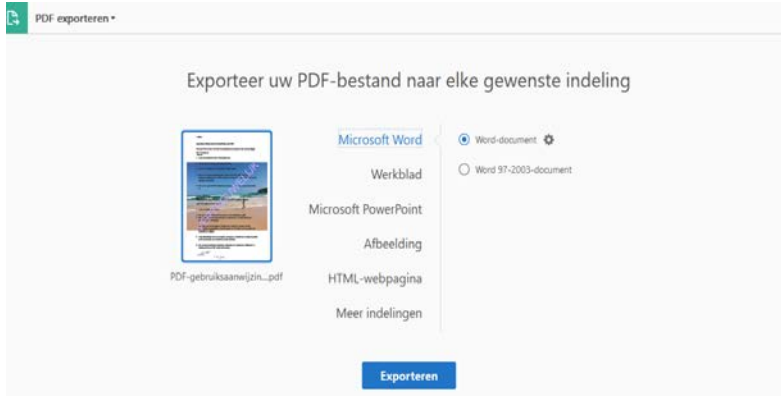 PDF exporteren
Exporteer uw PDF-bestand naar elke gewenste indeling
Microsoft Word
Word-document
Werkblad
Word 97-2003-document
Microsoft PowerPoint
Afbeelding
PDF-gebruiksaanwijzin...pdf
HTML-webpagina
Meer indelingen
Exporteren